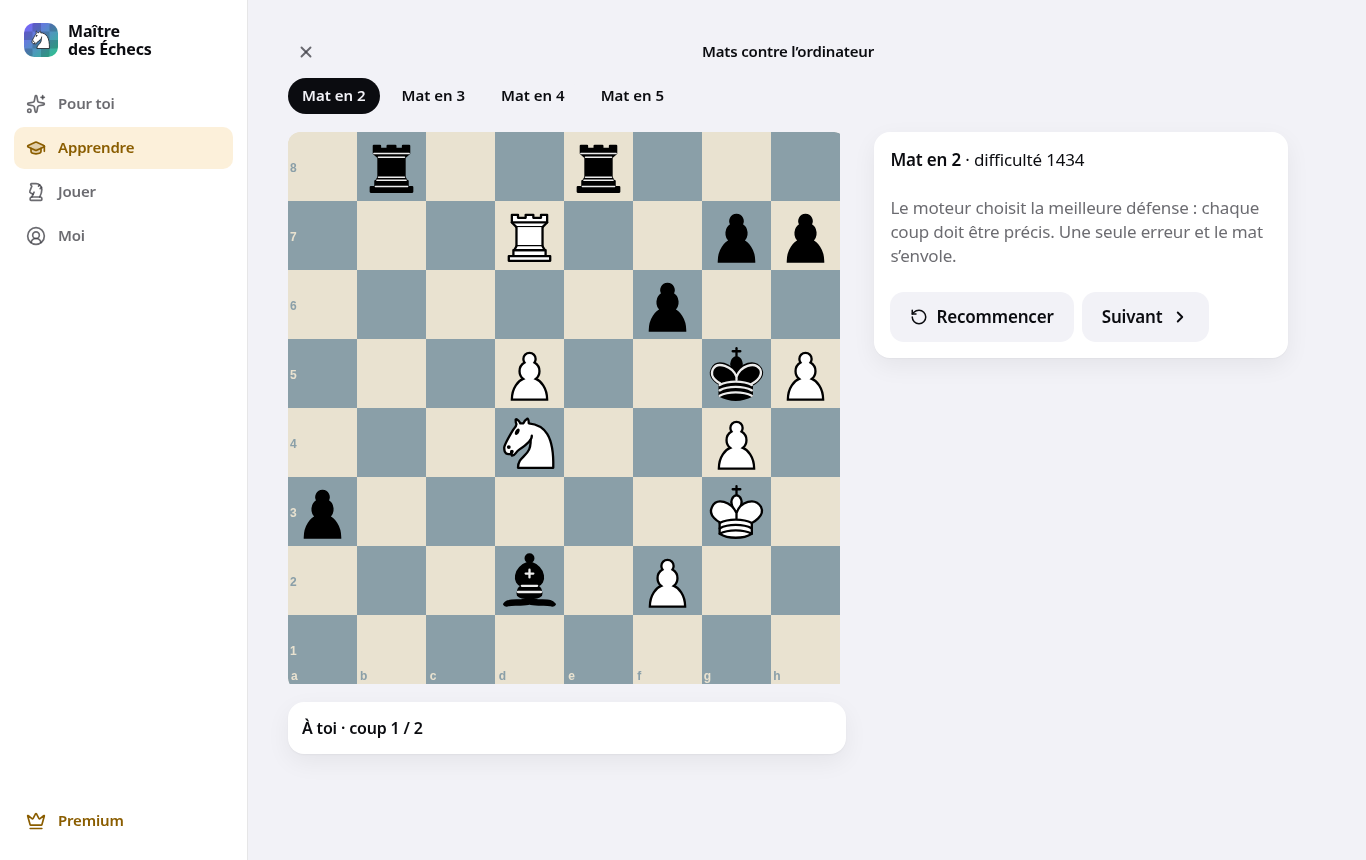 Maître
des Échecs
Pour toi
Apprendre
Jouer
Moi
Premium
Mats contre l'ordinateur
Mat en 2
Mat en 3
Mat en 4
Mat en 5
8
7
6
5
4
3
2
1
a b c d e f g h
À toi · coup 1 / 2
Mat en 2 · difficulté 1434
Le moteur choisit la meilleure défense : chaque
coup doit être précis. Une seule erreur et le mat
s’envole.
Recommencer
Suivant